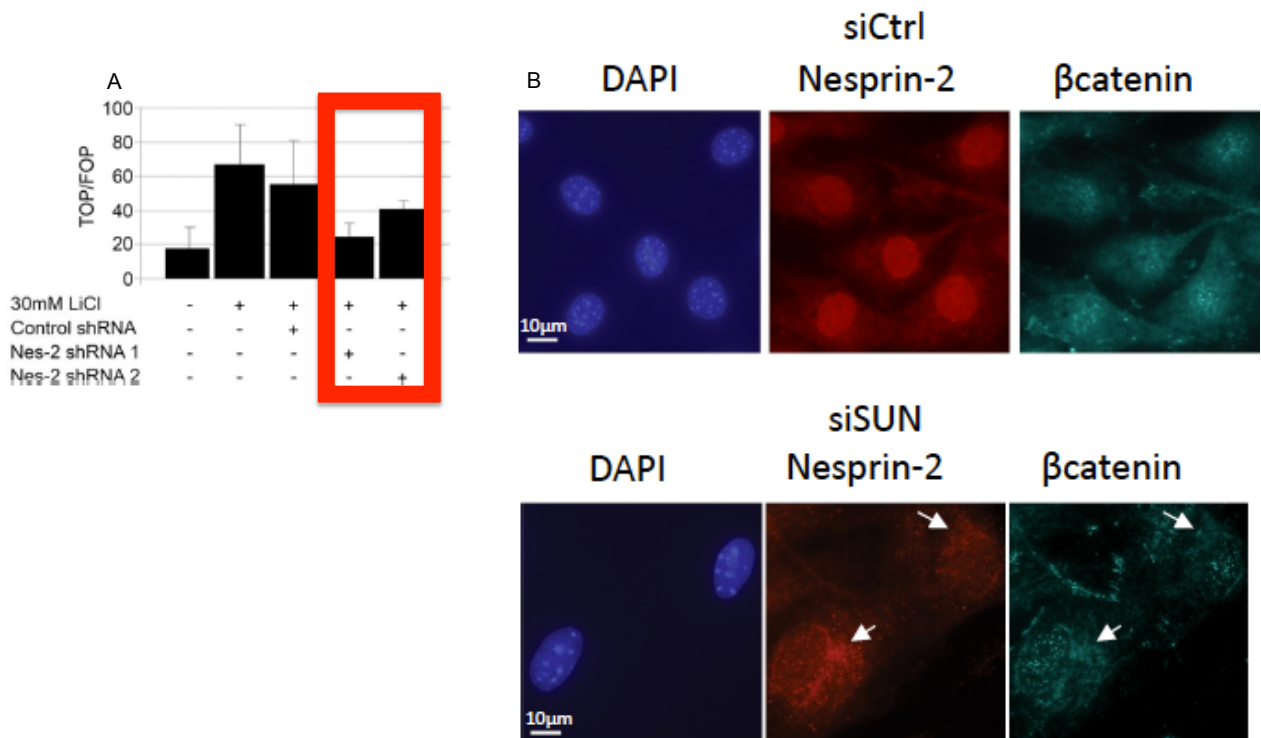 A
100
80
60
40
20
0
TOP/FOP
30mM LiCl - + + + +
Control shRNA - - + - -
Nes-2 shRNA 1 - - - + -
Nes-2 shRNA 2 - - - - +
B
siCtrl
DAPI Nesprin-2 βcatenin
10μm
siSUN
DAPI Nesprin-2 βcatenin
10μm